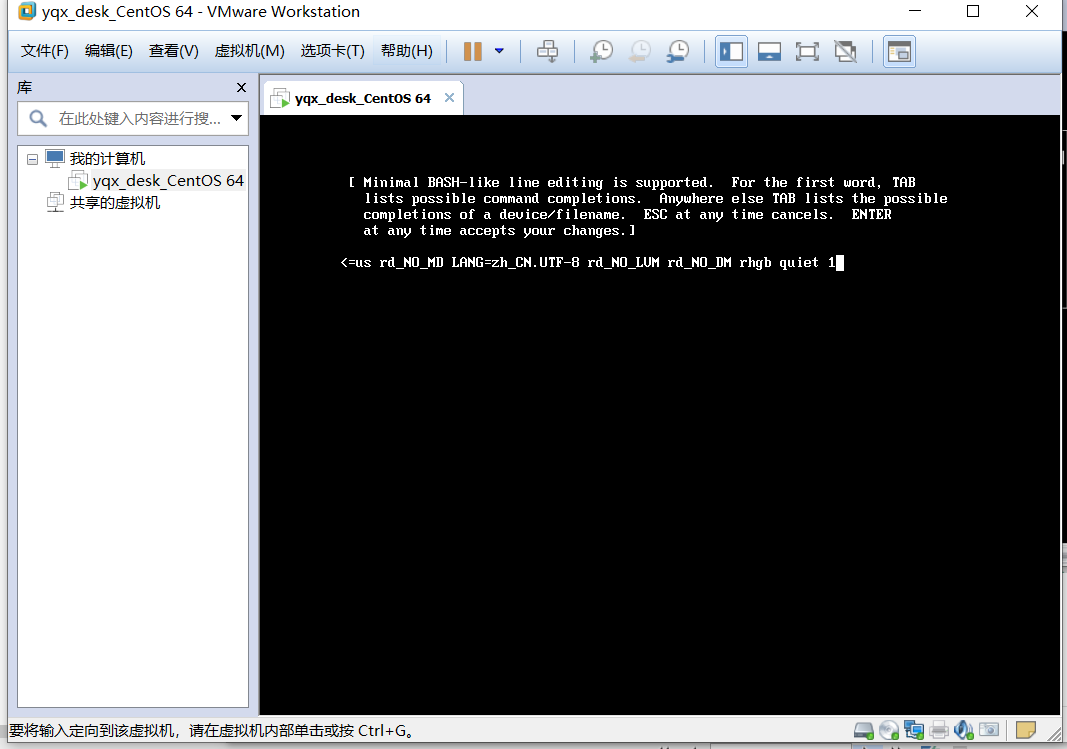 yqx_desk_CentOS 64 - VMware Workstation
文件(F) 编辑(E) 查看(V) 虚拟机(M) 选项卡(T) 帮助(H)
库
在此处键入内容进行搜...
我的计算机
yqx_desk_CentOS 64
共享的虚拟机
yqx_desk_CentOS 64
[ Minimal BASH-like line editing is supported.  For the first word, TAB
lists possible command completions.  Anywhere else TAB lists the possible
completions of a device/filename.  ESC at any time cancels.  ENTER
at any time accepts your changes.]
<=us rd_NO_MD LANG=zh_CN.UTF-8 rd_NO_LVM rd_NO_DM rhgb quiet 1
要将输入定向到该虚拟机，请在虚拟机内部单击或按 Ctrl+G。